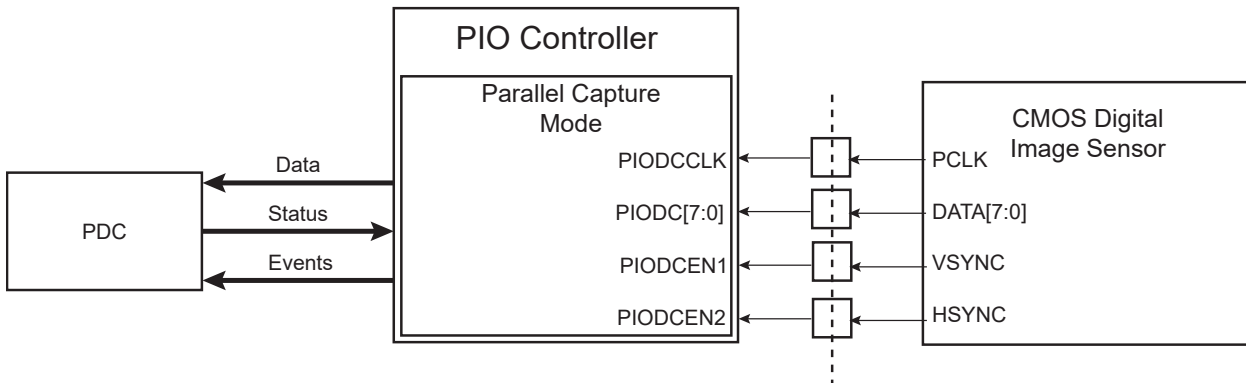 PIO Controller
Parallel Capture
Mode
CMOS Digital
Image Sensor
PIODCCLK
PCLK
Data
PIODC[7:0]
DATA[7:0]
PDC
Status
Events
PIODCEN1
VSYNC
PIODCEN2
HSYNC